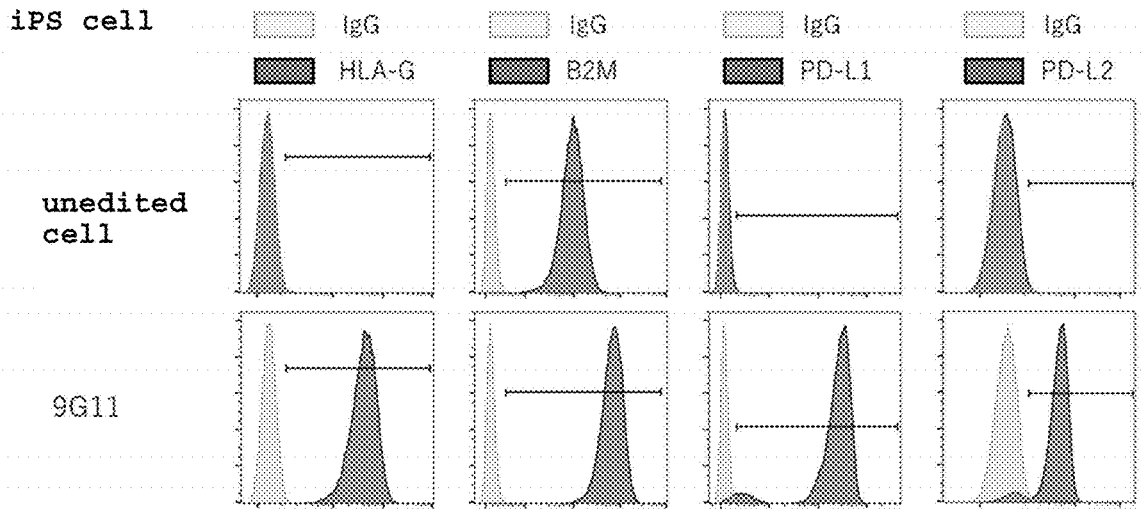 iPS cell
IgG IgG IgG IgG
HLA-G B2M PD-L1 PD-L2
unedited
cell
9G11